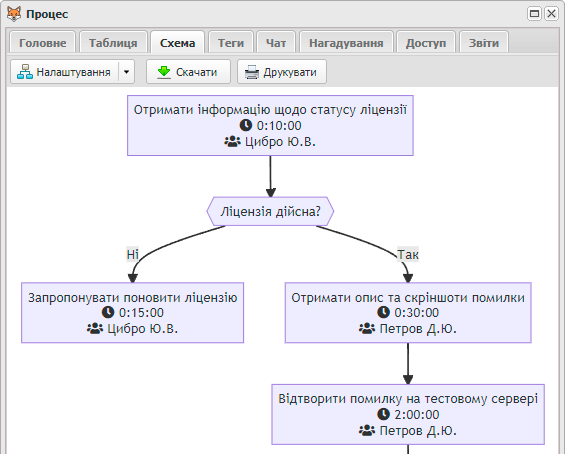 Процес
Головне Таблиця Схема Теги Чат Нагадування Доступ Звіти
Налаштування Скачати Друкувати
Отримати інформацію щодо статусу ліцензії
0:10:00
Цибро Ю.В.
Ліцензія дійсна?
Ні Так
Запропонувати поновити ліцензію
0:15:00
Цибро Ю.В.
Отримати опис та скріншоти помилки
0:30:00
Петров Д.Ю.
Відтворити помилку на тестовому сервері
2:00:00
Петров Д.Ю.